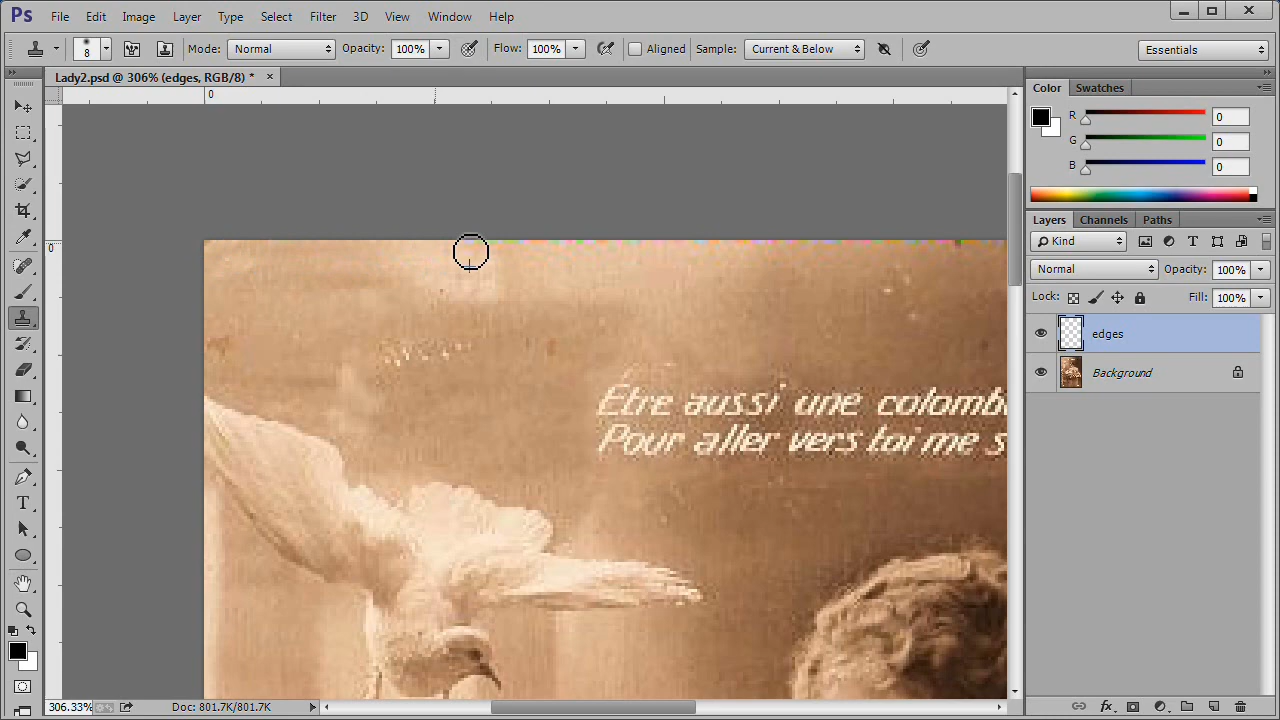 Ps File Edit Image Layer Type Select Filter 3D View Window Help
8 Mode: Normal Opacity: 100% Flow: 100% Aligned Sample: Current & Below Essentials
Lady2.psd @ 306% (edges, RGB/8) * ×
0
0
Etre aussi une colomb
Pour aller vers toi me s
306.33% Doc: 801.7K/801.7K
Color Swatches
R 0
G 0
B 0
Layers Channels Paths
Kind
Normal Opacity: 100%
Lock: Fill: 100%
edges
Background